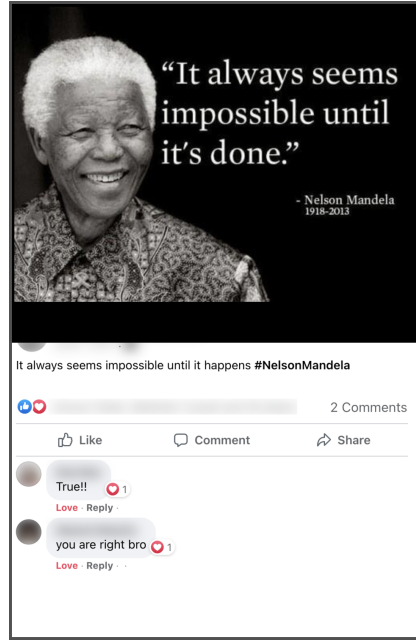 “It always seems
impossible until
it's done.”
- Nelson Mandela
1918-2013
It always seems impossible until it happens #NelsonMandela
2 Comments
Like Comment Share
True!! 1
Love · Reply ·
you are right bro 1
Love · Reply · ·